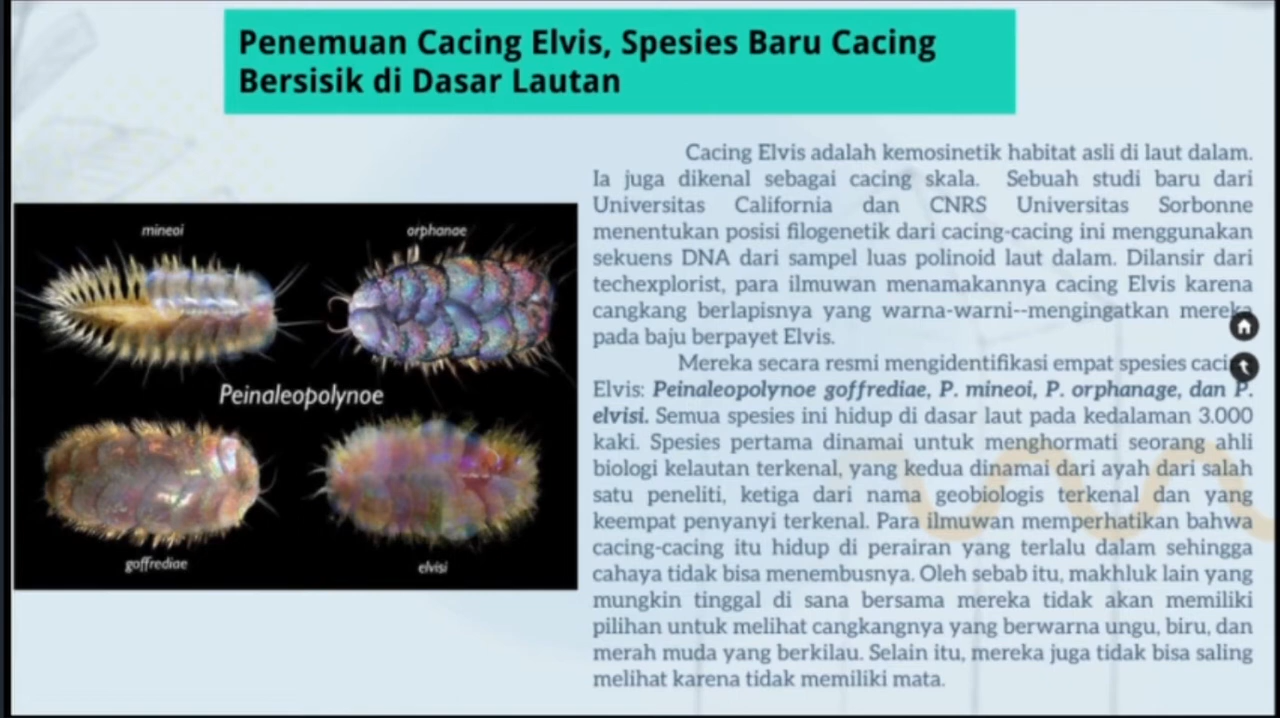 Penemuan Cacing Elvis, Spesies Baru Cacing
Bersisik di Dasar Lautan
mineoi
orphanae
Peinaleopolynoe
goffrediae
elvisi
Cacing Elvis adalah kemosinetik habitat asli di laut dalam.
Ia juga dikenal sebagai cacing skala. Sebuah studi baru dari
Universitas California dan CNRS Universitas Sorbonne
menentukan posisi filogenetik dari cacing-cacing ini menggunakan
sekuens DNA dari sampel luas polinoid laut dalam. Dilansir dari
techexplorist, para ilmuwan menamakannya cacing Elvis karena
cangkang berlapisnya yang warna-warni--mengingatkan mereka
pada baju berpayet Elvis.
Mereka secara resmi mengidentifikasi empat spesies
Elvis: Peinaleopolynoe goffrediae, P. mineoi, P. orphanage, dan P.
elvisi. Semua spesies ini hidup di dasar laut pada kedalaman 3.000
kaki. Spesies pertama dinamai untuk menghormati seorang ahli
biologi kelautan terkenal, yang kedua dinamai dari ayah dari salah
satu peneliti, ketiga dari nama geobiologis terkenal dan yang
keempat penyanyi terkenal. Para ilmuwan memperhatikan bahwa
cacing-cacing itu hidup di perairan yang terlalu dalam sehingga
cahaya tidak bisa menembusnya. Oleh sebab itu, makhluk lain yang
mungkin tinggal di sana bersama mereka tidak akan memiliki
pilihan untuk melihat cangkangnya yang berwarna ungu, biru, dan
merah muda yang berkilau. Selain itu, mereka juga tidak bisa saling
melihat karena tidak memiliki mata.